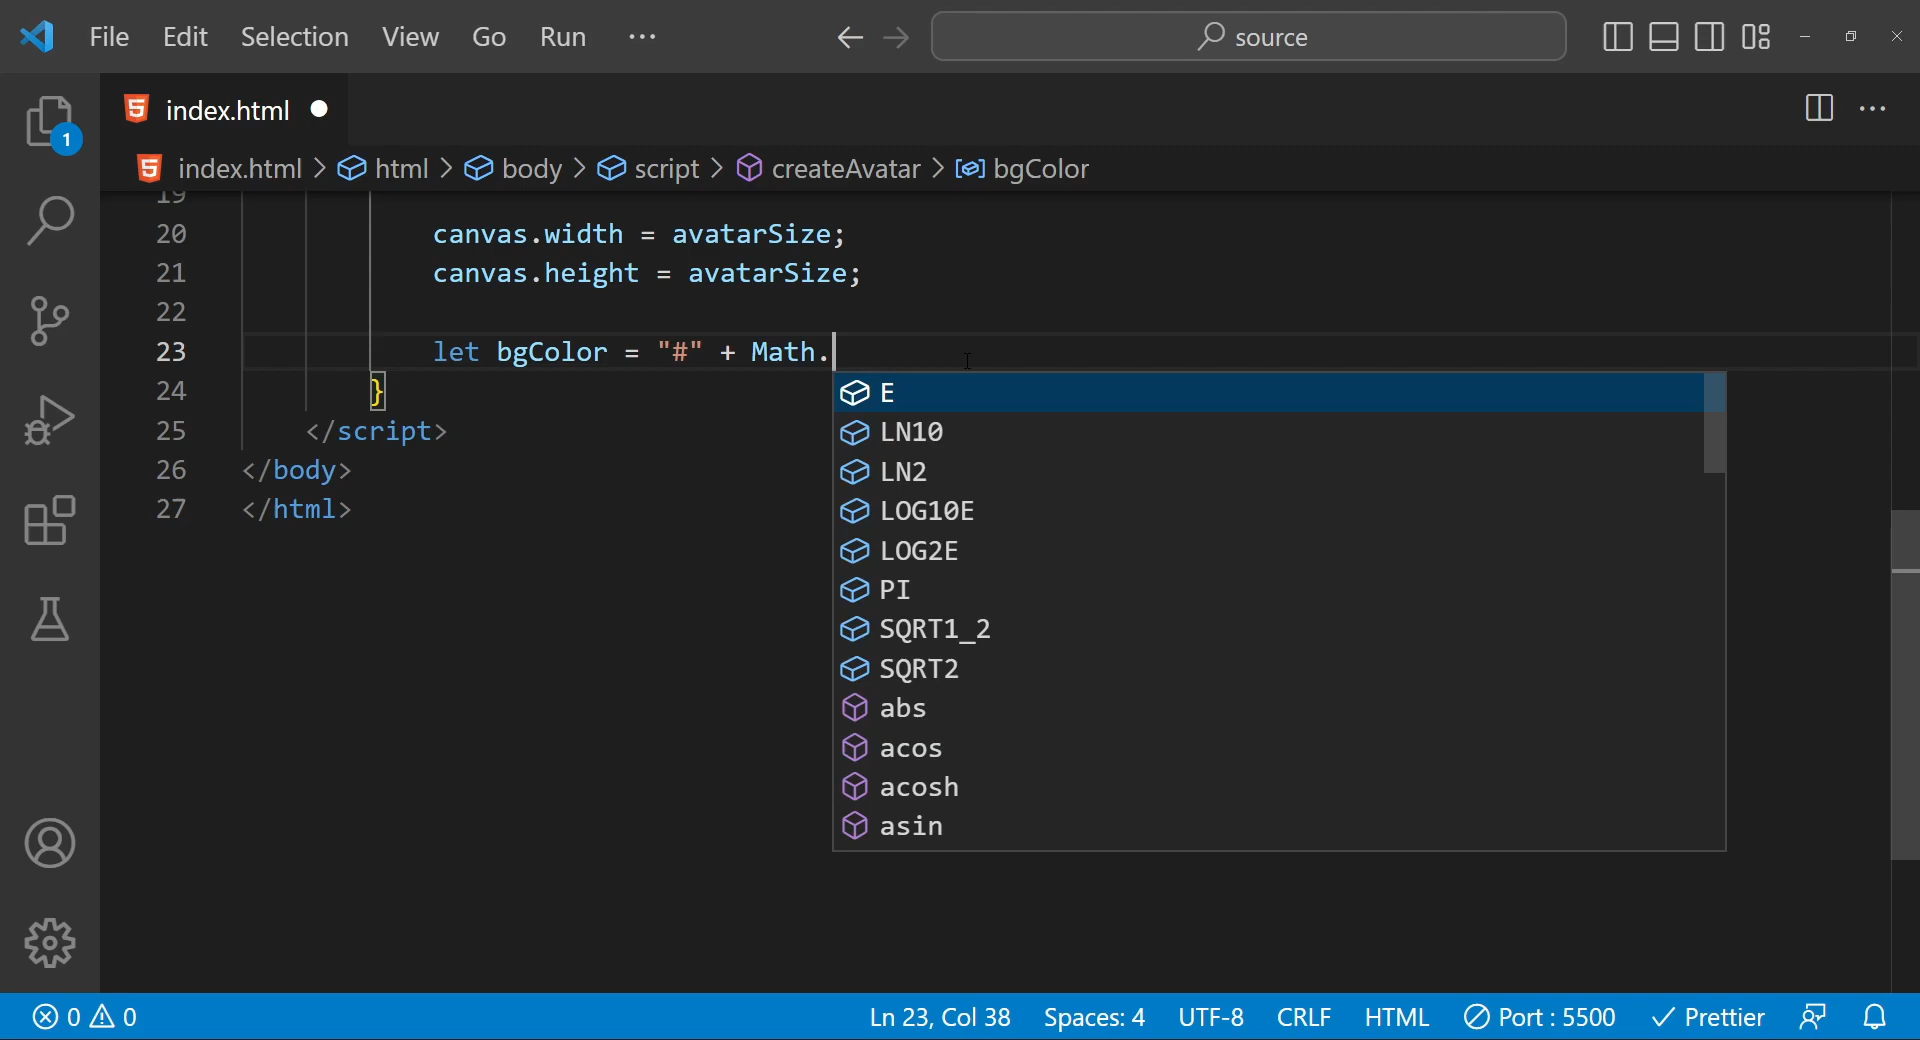 File Edit Selection View Go Run ··· source
index.html
index.html > html > body > script > createAvatar > bgColor
19
20 canvas.width = avatarSize;
21 canvas.height = avatarSize;
22
23 let bgColor = "#" + Math.
24 }
25 </script>
26 </body>
27 </html>
E
LN10
LN2
LOG10E
LOG2E
PI
SQRT1_2
SQRT2
abs
acos
acosh
asin
1
0 0 Ln 23, Col 38 Spaces: 4 UTF-8 CRLF HTML Port : 5500 Prettier